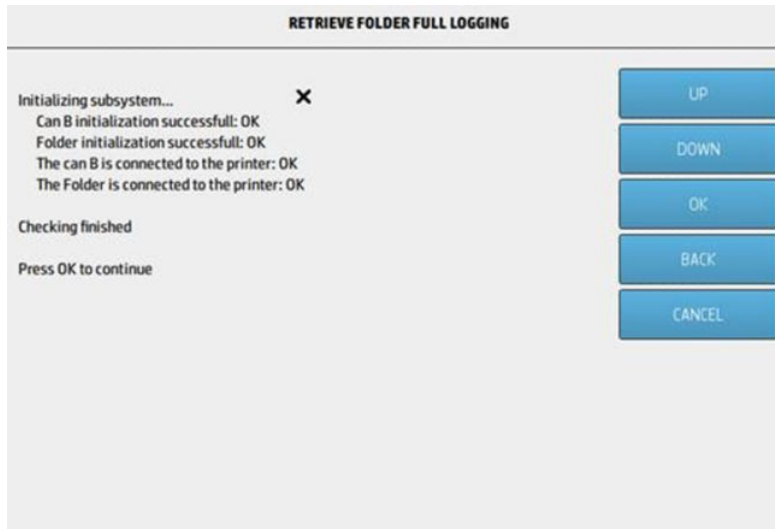 RETRIEVE FOLDER FULL LOGGING
Initializing subsystem...
Can B initialization successfull: OK
Folder initialization successfull: OK
The can B is connected to the printer: OK
The Folder is connected to the printer: OK
Checking finished
Press OK to continue
UP
DOWN
OK
BACK
CANCEL